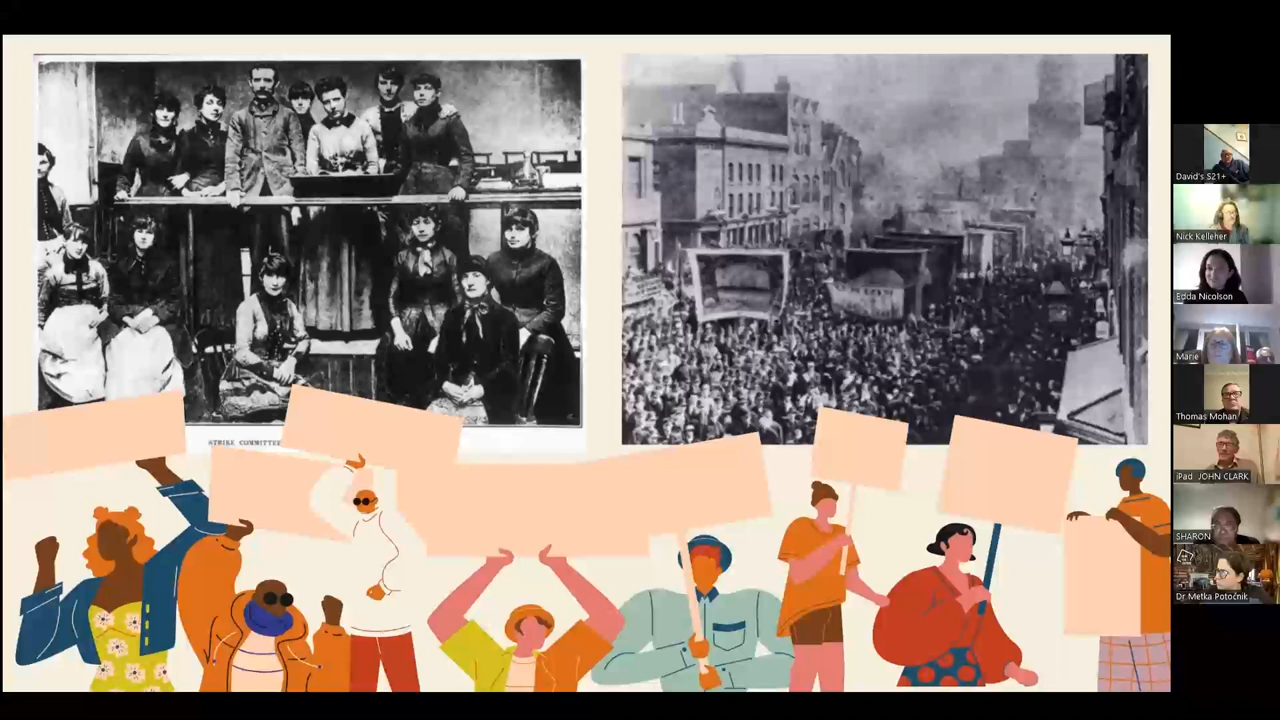 STRIKE COMMITTEE
David's S21+
Nick Kelleher
Edda Nicolson
Marie
Thomas Mohan
iPad JOHN CLARK
SHARON
Dr Metka Potočnik